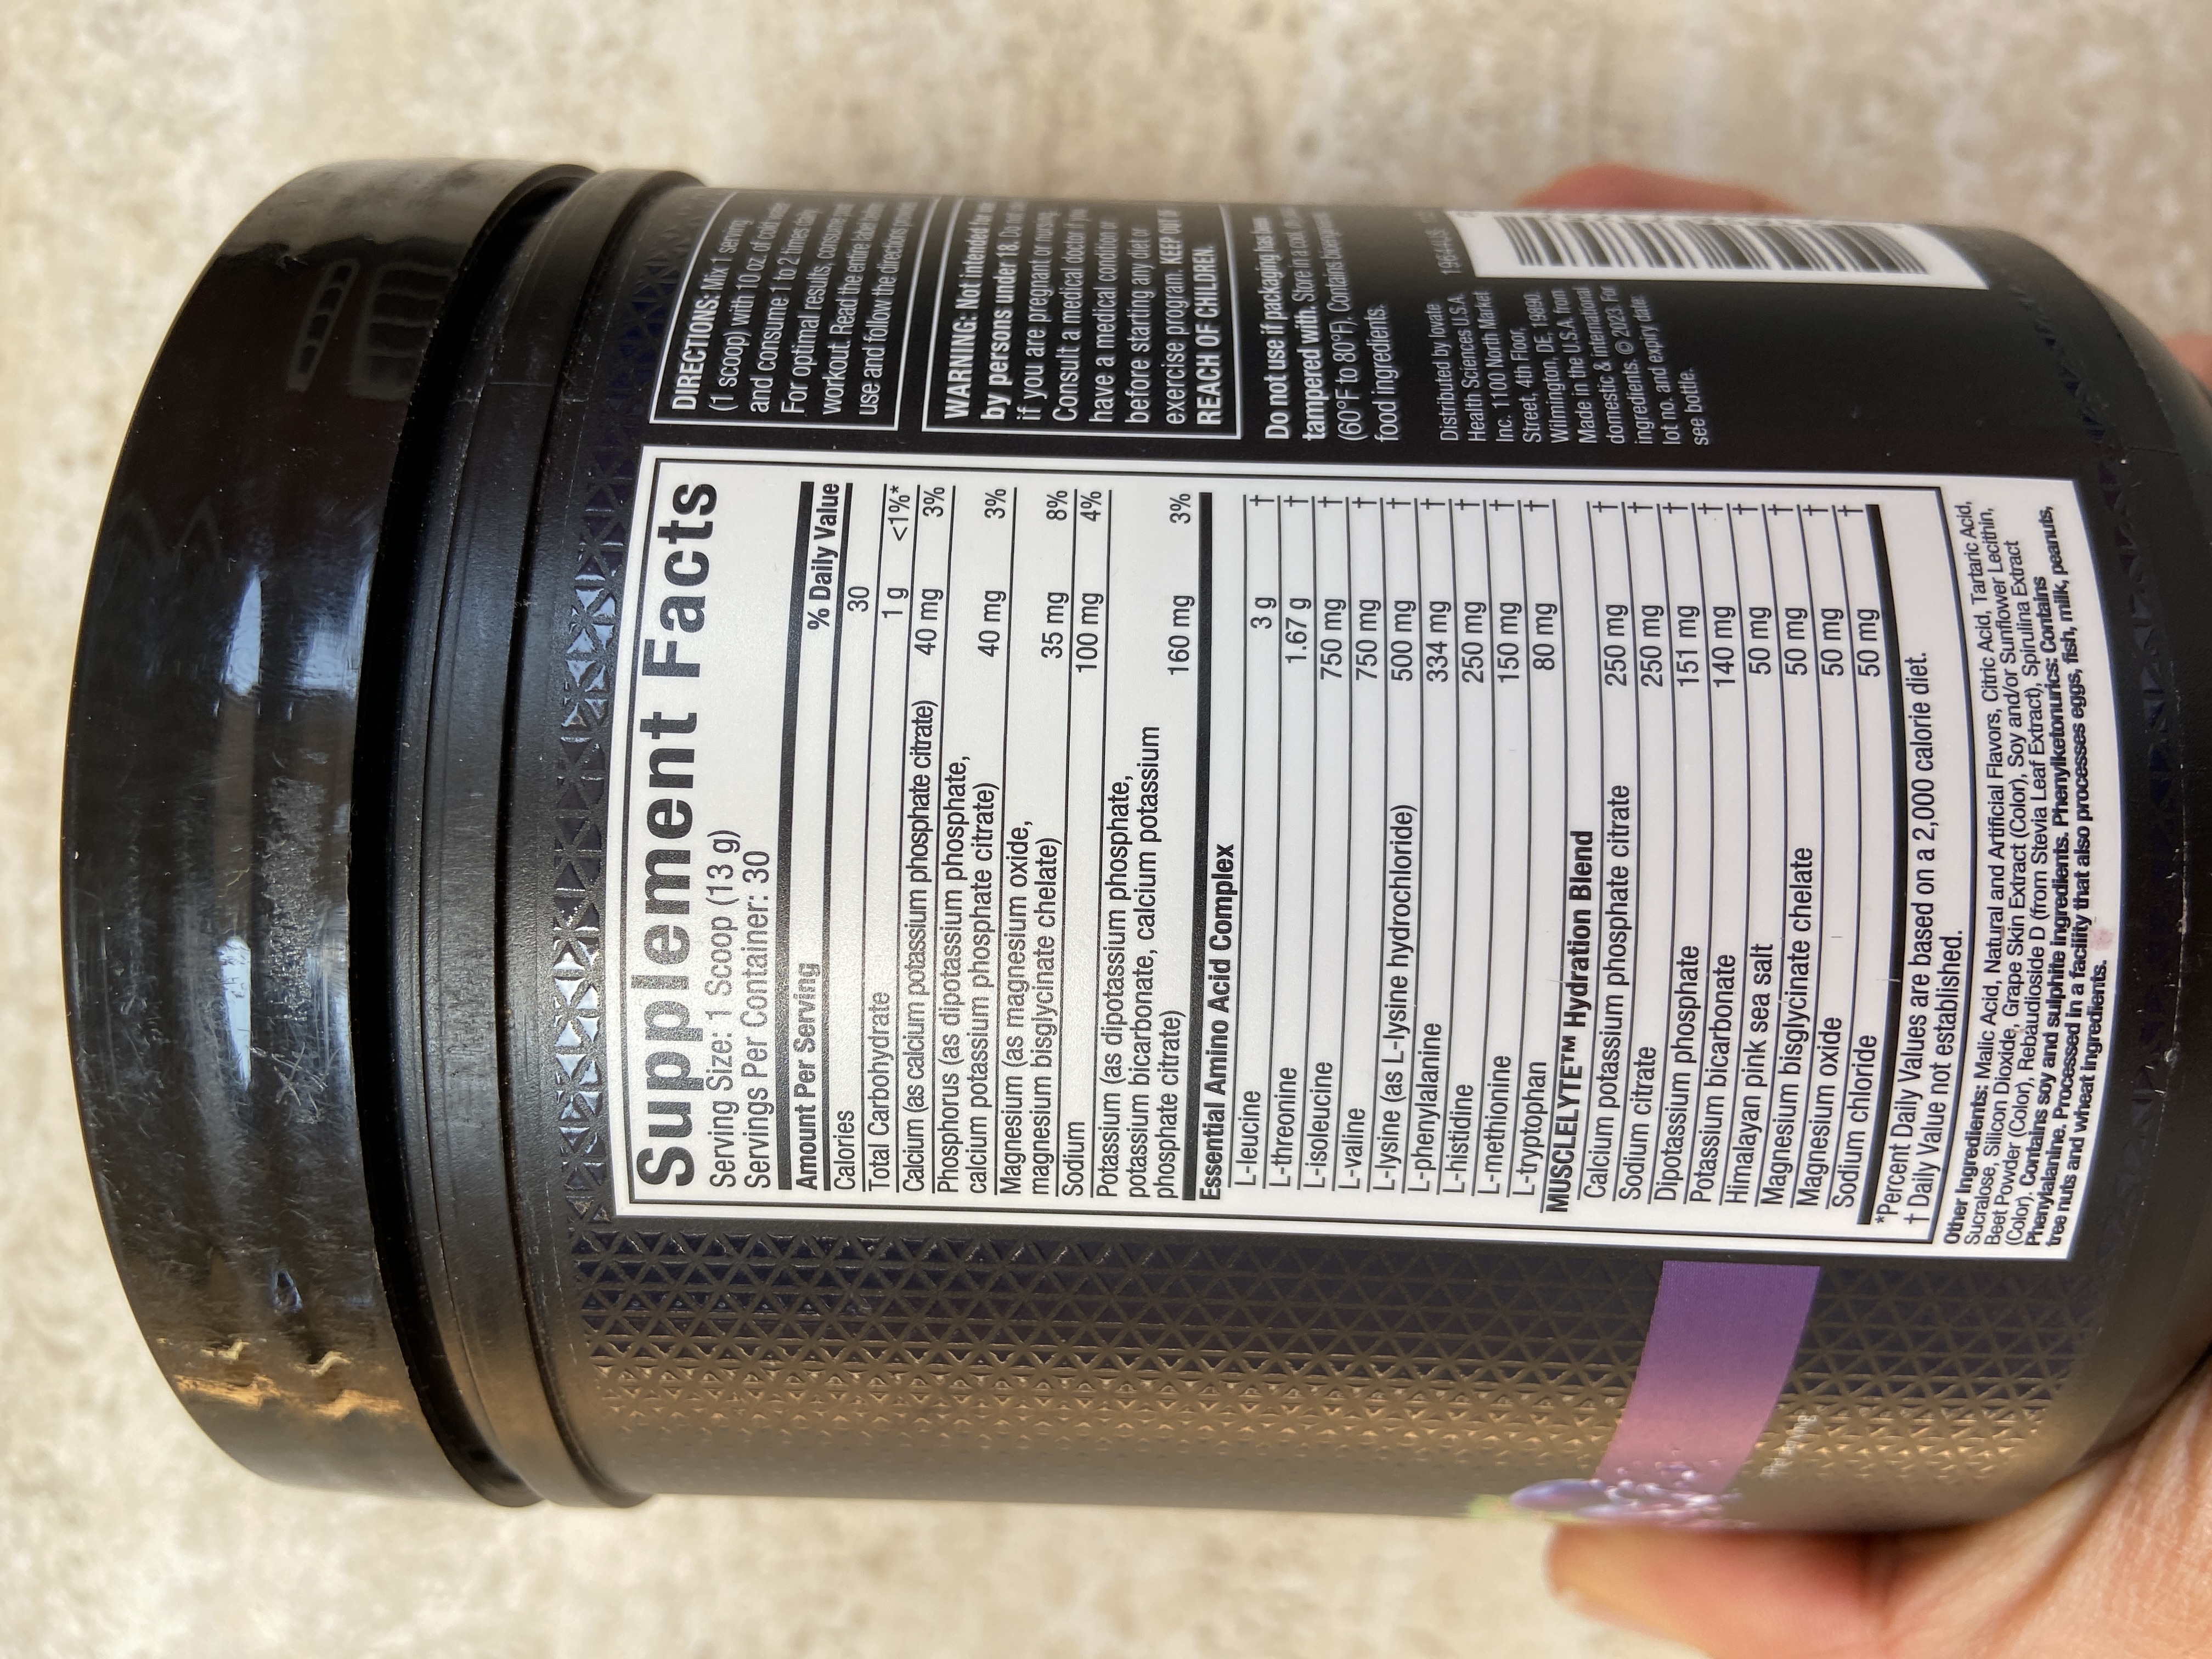 Supplement Facts
Serving Size: 1 Scoop (13 g)
Servings Per Container: 30
Amount Per Serving % Daily Value
Calories 30
Total Carbohydrate 1 g <1%*
Calcium (as calcium potassium phosphate citrate) 40 mg 3%
Phosphorus (as dipotassium phosphate,
calcium potassium phosphate citrate) 40 mg 3%
Magnesium (as magnesium oxide,
magnesium bisglycinate chelate) 35 mg 8%
Sodium 100 mg 4%
Potassium (as dipotassium phosphate,
potassium bicarbonate, calcium potassium
phosphate citrate) 160 mg 3%
Essential Amino Acid Complex
L-leucine 3 g †
L-threonine 1.67 g †
L-isoleucine 750 mg †
L-valine 750 mg †
L-lysine (as L-lysine hydrochloride) 500 mg †
L-phenylalanine 334 mg †
L-histidine 250 mg †
L-methionine 150 mg †
L-tryptophan 80 mg †
MUSCLELYTE™ Hydration Blend
Calcium potassium phosphate citrate 250 mg †
Sodium citrate 250 mg †
Dipotassium phosphate 151 mg †
Potassium bicarbonate 140 mg †
Himalayan pink sea salt 50 mg †
Magnesium bisglycinate chelate 50 mg †
Magnesium oxide 50 mg †
Sodium chloride 50 mg †
*Percent Daily Values are based on a 2,000 calorie diet.
† Daily Value not established.
Other Ingredients: Malic Acid, Natural and Artificial Flavors, Citric Acid, Tartaric Acid,
Sucralose, Silicon Dioxide, Grape Skin Extract (Color), Soy and/or Sunflower Lecithin,
Beet Powder (Color), Rebaudioside D (from Stevia Leaf Extract), Spirulina Extract
(Color). Contains soy and sulphite ingredients. Phenylketonurics: Contains
Phenylalanine. Processed in a facility that also processes eggs, fish, milk, peanuts,
tree nuts and wheat ingredients.
DIRECTIONS: Mix 1 serving
(1 scoop) with 10 oz. of cold water
and consume 1 to 2 times daily.
For optimal results, consume
workout. Read the entire label before
use and follow the directions
WARNING: Not intended for use
by persons under 18. Do not use
if you are pregnant or nursing.
Consult a medical doctor if you
have a medical condition or
before starting any diet or
exercise program. KEEP OUT OF
REACH OF CHILDREN.
Do not use if packaging has been
tampered with. Store in a cool,
(60°F to 80°F). Contains
food ingredients.
Distributed by Iovate
Health Sciences U.S.A.
Inc. 1100 North Market
Street, 4th Floor,
Wilmington, DE, 19890.
Made in the U.S.A. from
domestic & international
ingredients. © 2023. For
lot no. and expiry date:
see bottle.